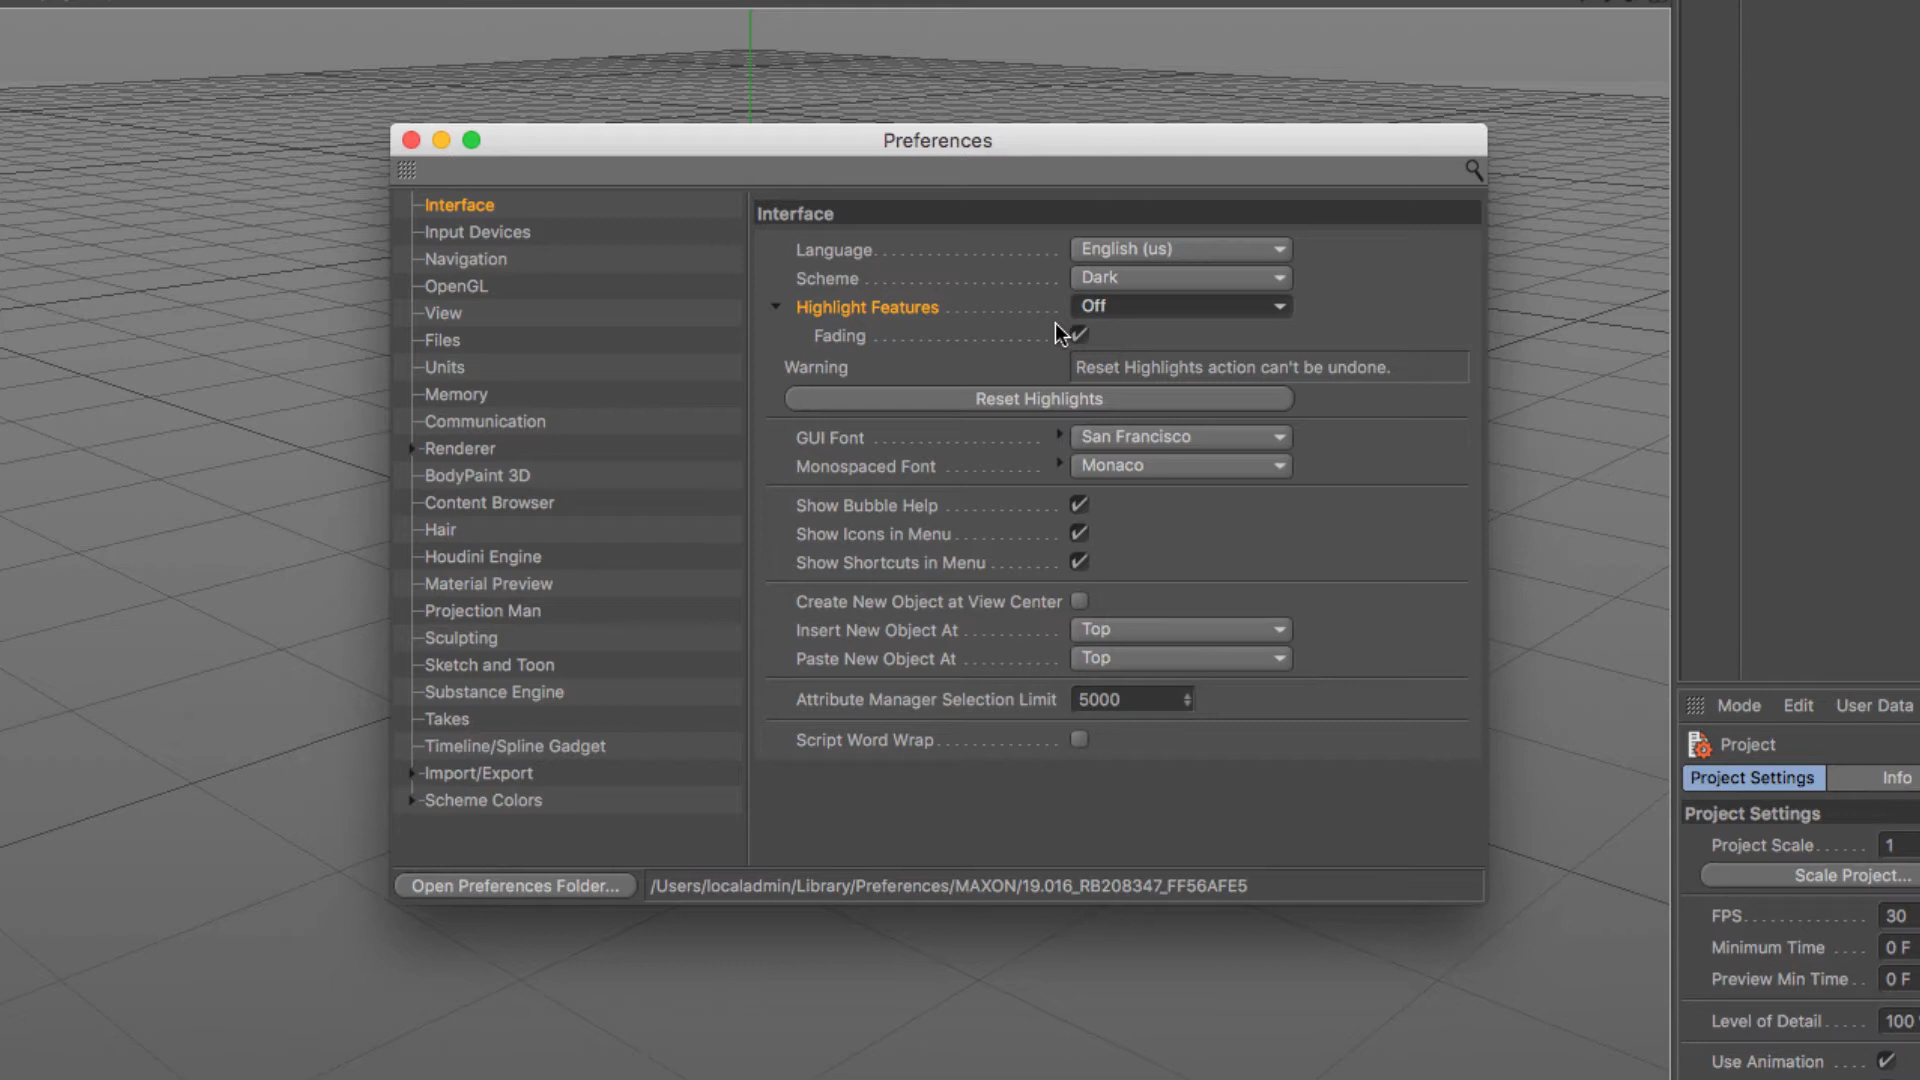 Preferences
Interface
Input Devices
Navigation
OpenGL
View
Files
Units
Memory
Communication
Renderer
BodyPaint 3D
Content Browser
Hair
Houdini Engine
Material Preview
Projection Man
Sculpting
Sketch and Toon
Substance Engine
Takes
Timeline/Spline Gadget
Import/Export
Scheme Colors
Interface
Language English (us)
Scheme Dark
Highlight Features Off
Fading
Warning Reset Highlights action can't be undone.
Reset Highlights
GUI Font San Francisco
Monospaced Font Monaco
Show Bubble Help
Show Icons in Menu
Show Shortcuts in Menu
Create New Object at View Center
Insert New Object At Top
Paste New Object At Top
Attribute Manager Selection Limit 5000
Script Word Wrap
Open Preferences Folder... /Users/localadmin/Library/Preferences/MAXON/19.016_RB208347_FF56AFE5
Mode Edit User Data
Project
Project Settings Info
Project Settings
Project Scale 1
Scale Project...
FPS 30
Minimum Time 0 F
Preview Min Time 0 F
Level of Detail 100
Use Animation